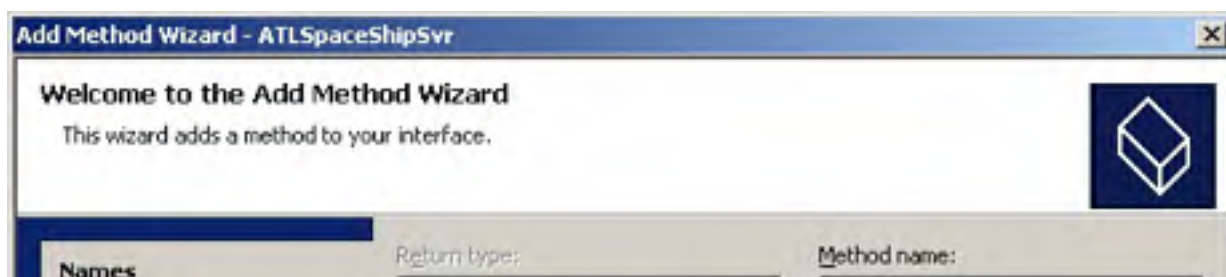 Add Method Wizard - ATLSpaceShipSvr
Welcome to the Add Method Wizard
This wizard adds a method to your interface.
Names
Return type:
Method name: